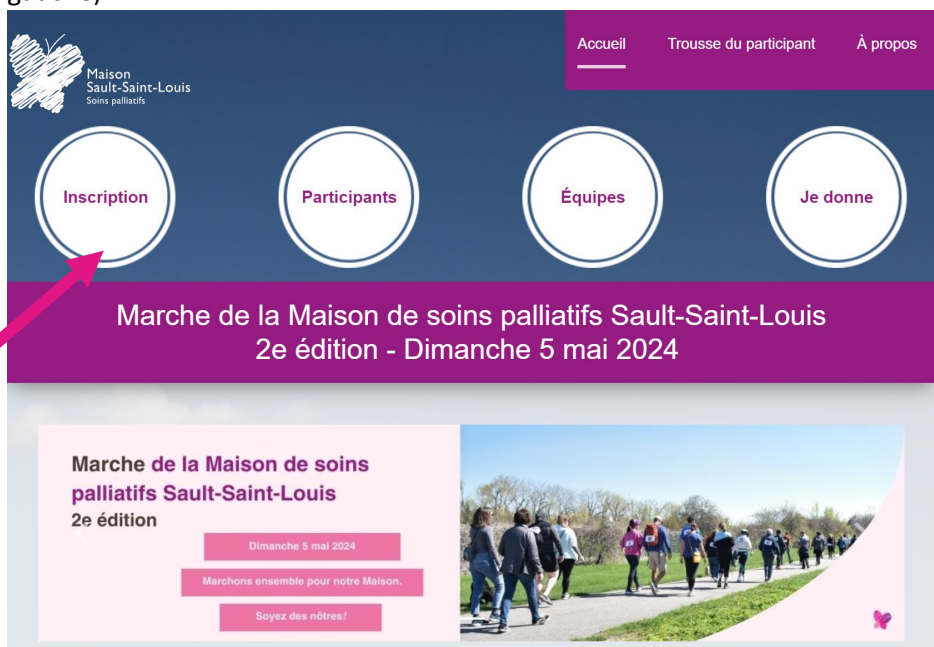 Accueil Trousse du participant À propos
Maison
Sault-Saint-Louis
Soins palliatifs
Inscription Participants Équipes Je donne
Marche de la Maison de soins palliatifs Sault-Saint-Louis
2e édition - Dimanche 5 mai 2024
Marche de la Maison de soins
palliatifs Sault-Saint-Louis
2e édition
Dimanche 5 mai 2024
Marchons ensemble pour notre Maison.
Soyez des nôtres!